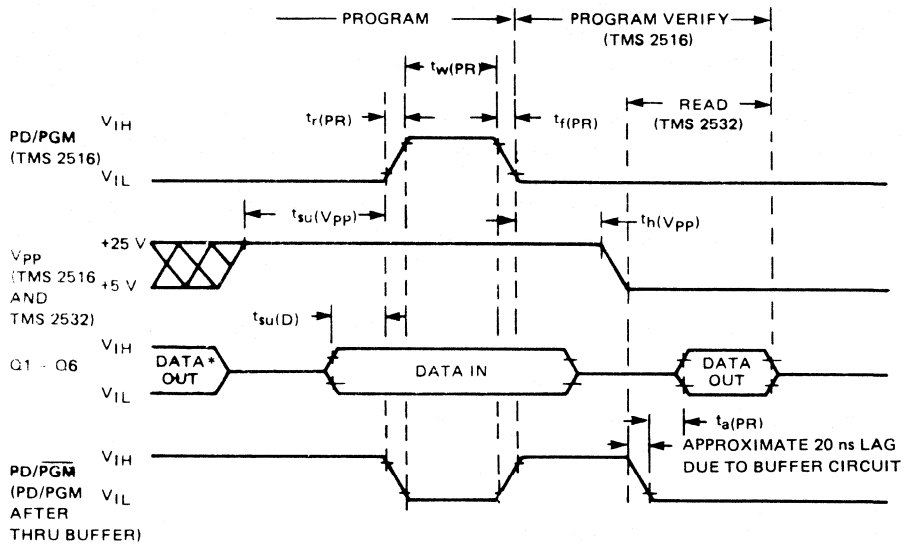 PROGRAM
PROGRAM VERIFY
(TMS 2516)
tw(PR)
READ
(TMS 2532)
tr(PR)
tf(PR)
VIH
PD/PGM
(TMS 2516)
VIL
tsu(VPP)
th(VPP)
+25 V
VPP
(TMS 2516
+5 V
AND
TMS 2532)
tsu(D)
VIH
Q1 - Q6
DATA*
OUT
DATA IN
DATA
OUT
VIL
ta(PR)
APPROXIMATE 20 ns LAG
DUE TO BUFFER CIRCUIT
VIH
PD/PGM
(PD/PGM
VIL
AFTER
THRU BUFFER)